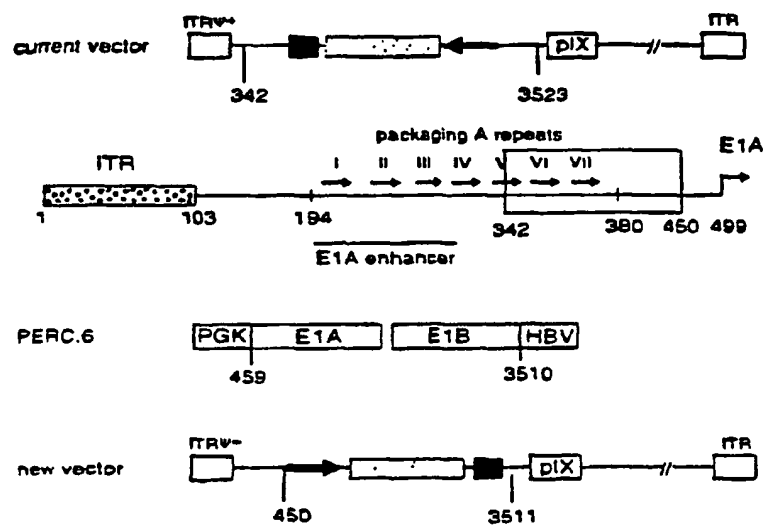 ITRΨ+ ITR
current vector pIX
342 3523
packaging A repeats
ITR I II III IV V VI VII E1A
1 103 194 342 380 450 499
E1A enhancer
PERC.6 PGK E1A E1B HBV
459 3510
ITRΨ+ ITR
new vector pIX
450 3511